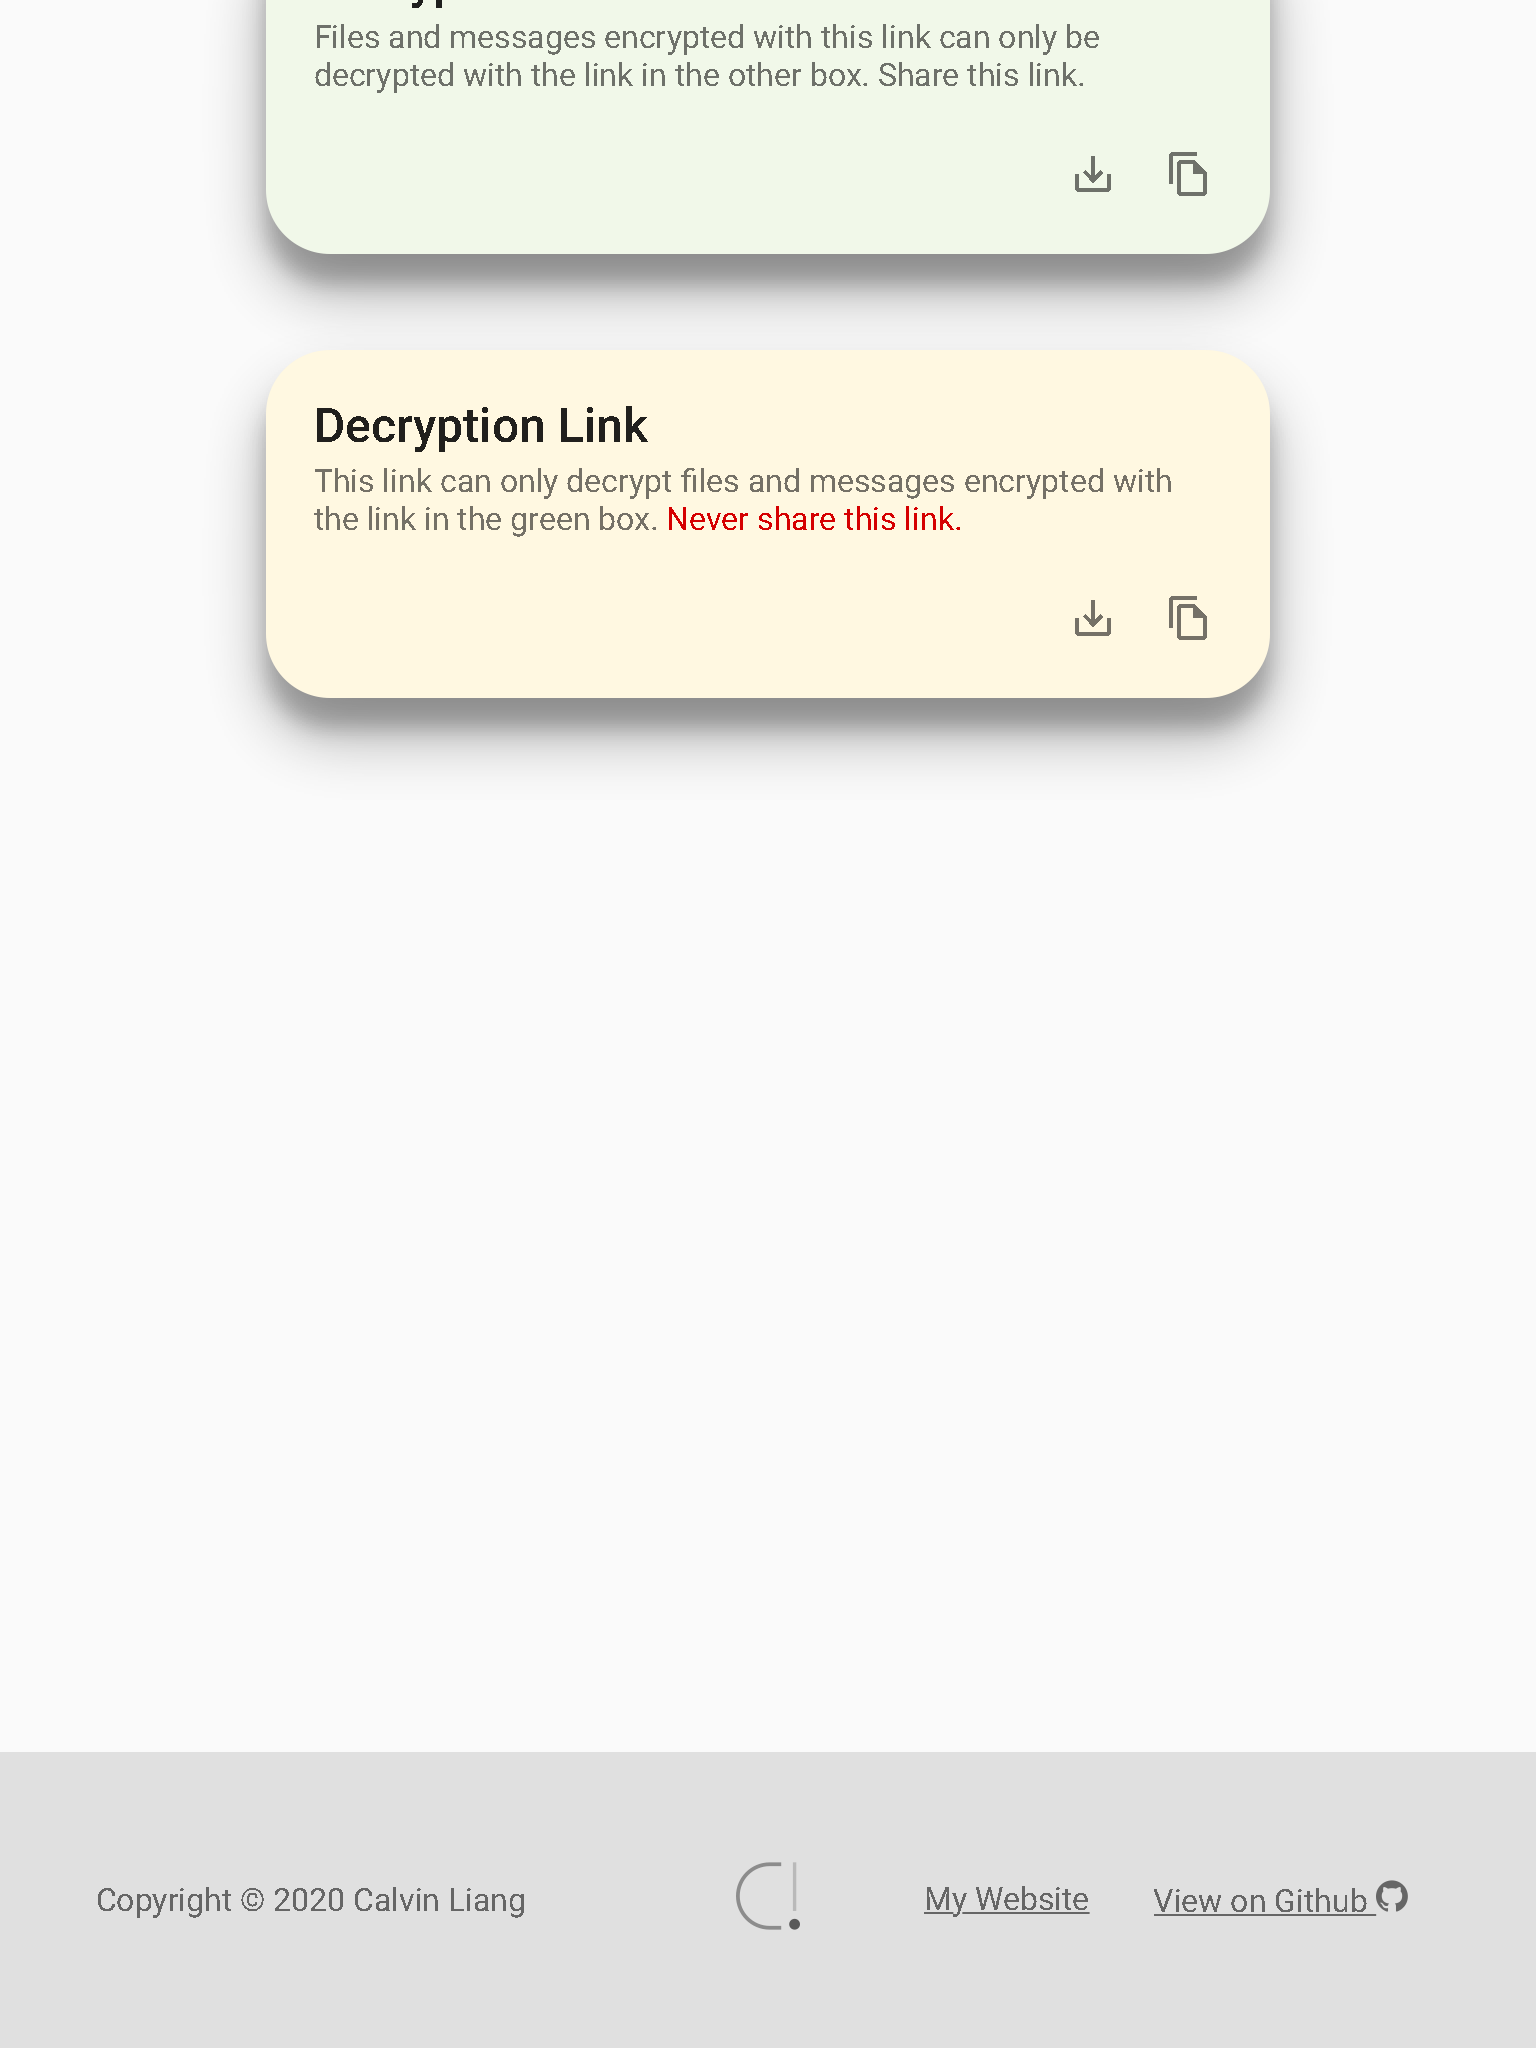 Files and messages encrypted with this link can only be
decrypted with the link in the other box. Share this link.
Decryption Link
This link can only decrypt files and messages encrypted with
the link in the green box. Never share this link.
Copyright © 2020 Calvin Liang
C!
My Website
View on Github